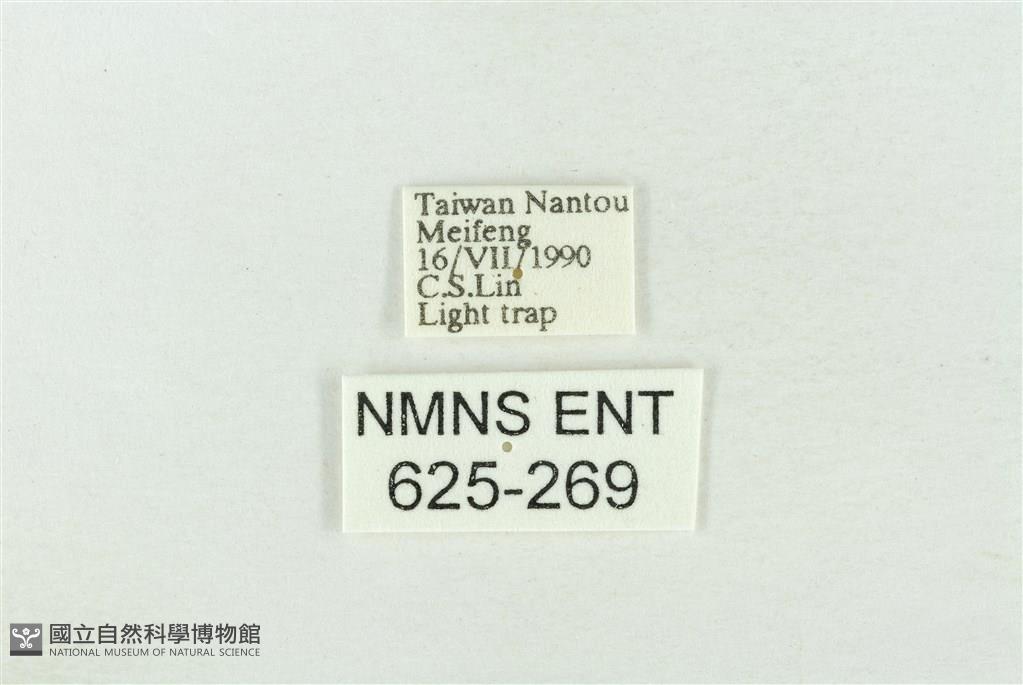 Taiwan Nantou
Meifeng
16/VII/1990
C.S.Lin
Light trap
NMNS ENT
625-269
國立自然科學博物館
NATIONAL MUSEUM OF NATURAL SCIENCE